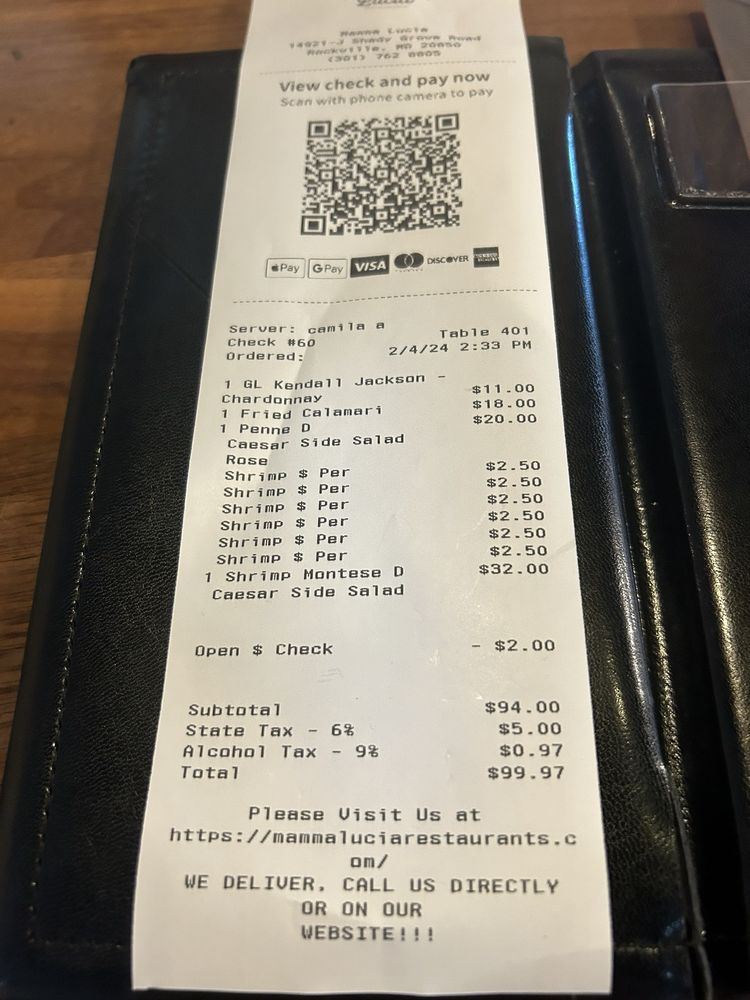 Mamma Lucia
14921-J Shady Grove Road
Rockville, MD 20850
(301) 762 8805
View check and pay now
Scan with phone camera to pay
Pay
G Pay
VISA
DISCOVER
Server: camila a
Check #60 Table 401
Ordered: 2/4/24 2:33 PM
1 GL Kendall Jackson -
Chardonnay $11.00
1 Fried Calamari $18.00
1 Penne D $20.00
Caesar Side Salad
Rose
Shrimp $ Per $2.50
Shrimp $ Per $2.50
Shrimp $ Per $2.50
Shrimp $ Per $2.50
Shrimp $ Per $2.50
Shrimp $ Per $2.50
1 Shrimp Montese D $32.00
Caesar Side Salad
Open $ Check - $2.00
Subtotal $94.00
State Tax - 6% $5.00
Alcohol Tax - 9% $0.97
Total $99.97
Please Visit Us at
https://mammaluciarestaurants.c
om/
WE DELIVER. CALL US DIRECTLY
OR ON OUR
WEBSITE!!!